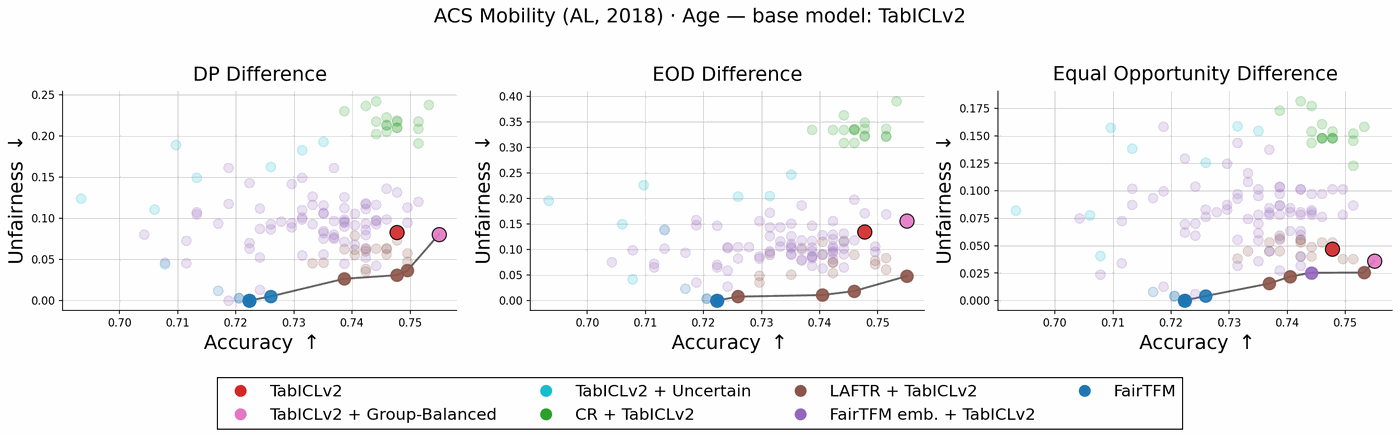 ACS Mobility (AL, 2018) · Age — base model: TabICLv2
DP Difference
Unfairness ↓
0.25
0.20
0.15
0.10
0.05
0.00
0.70 0.71 0.72 0.73 0.74 0.75
Accuracy ↑
EOD Difference
Unfairness ↓
0.40
0.35
0.30
0.25
0.20
0.15
0.10
0.05
0.00
0.70 0.71 0.72 0.73 0.74 0.75
Accuracy ↑
Equal Opportunity Difference
Unfairness ↓
0.175
0.150
0.125
0.100
0.075
0.050
0.025
0.000
0.70 0.71 0.72 0.73 0.74 0.75
Accuracy ↑
TabICLv2
TabICLv2 + Group-Balanced
TabICLv2 + Uncertain
CR + TabICLv2
LAFTR + TabICLv2
FairTFM emb. + TabICLv2
FairTFM